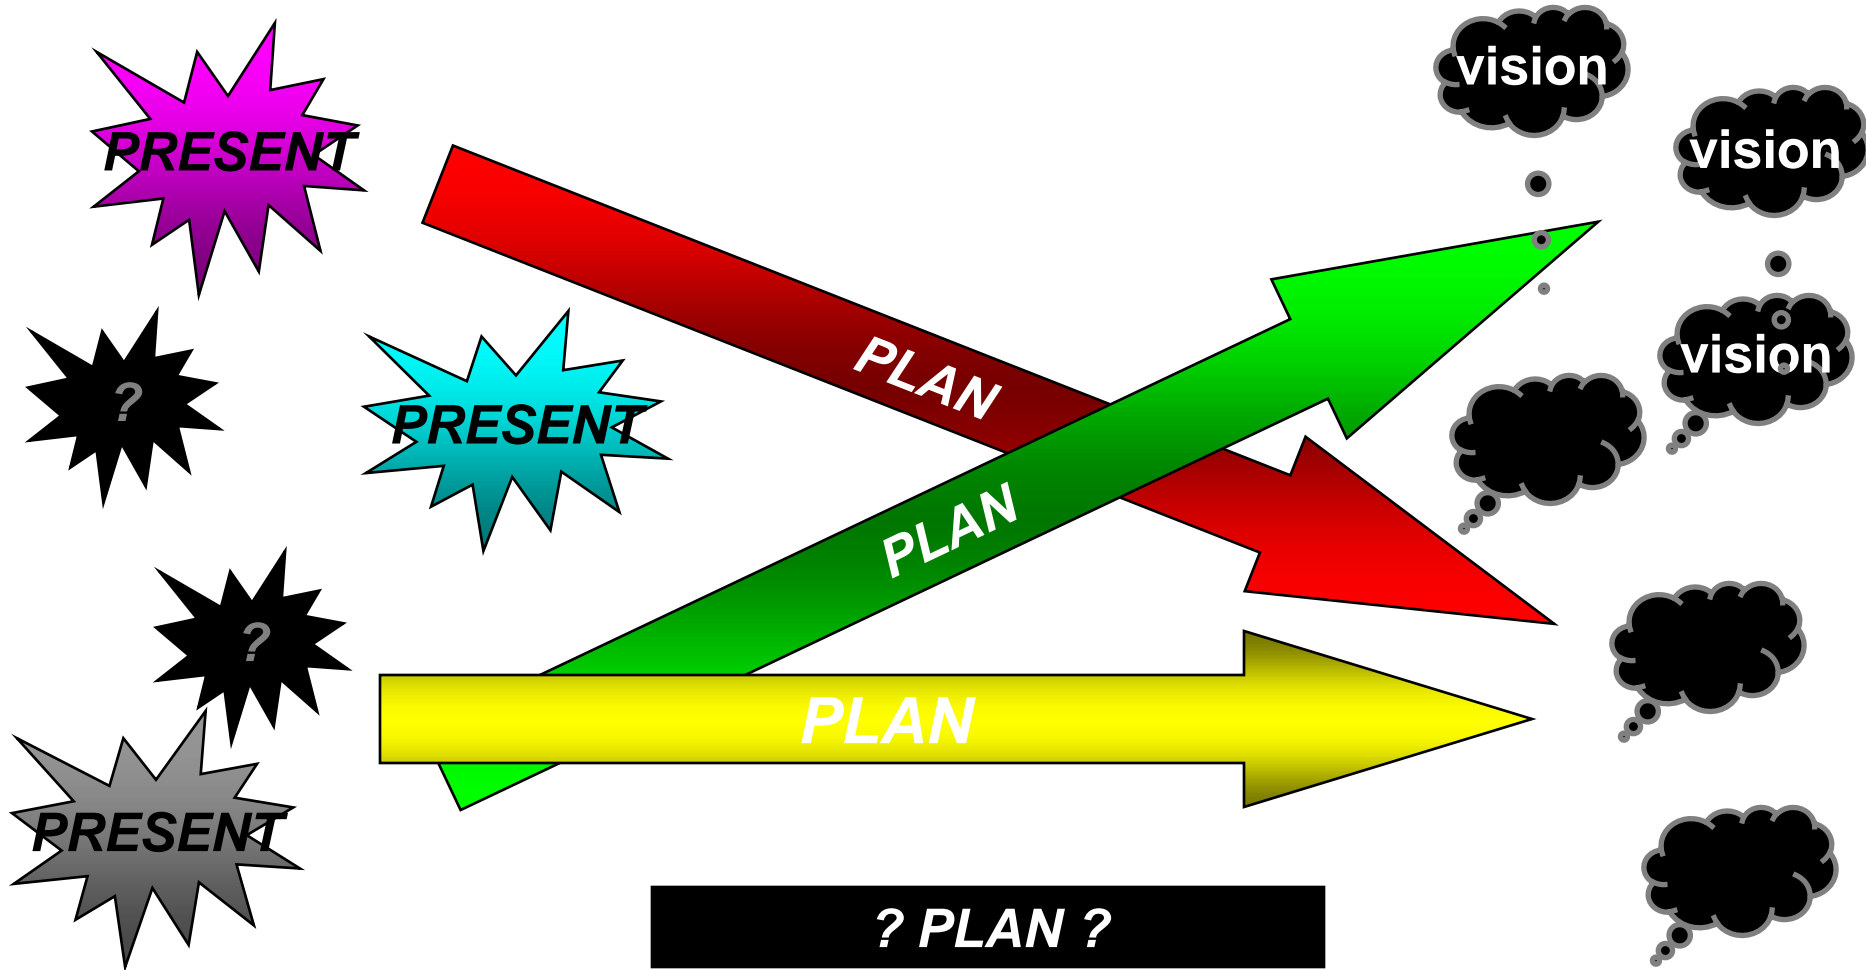 vision
PRESENT
vision
PLAN
vision
?
PRESENT
PLAN
?
PLAN
PRESENT
? PLAN ?